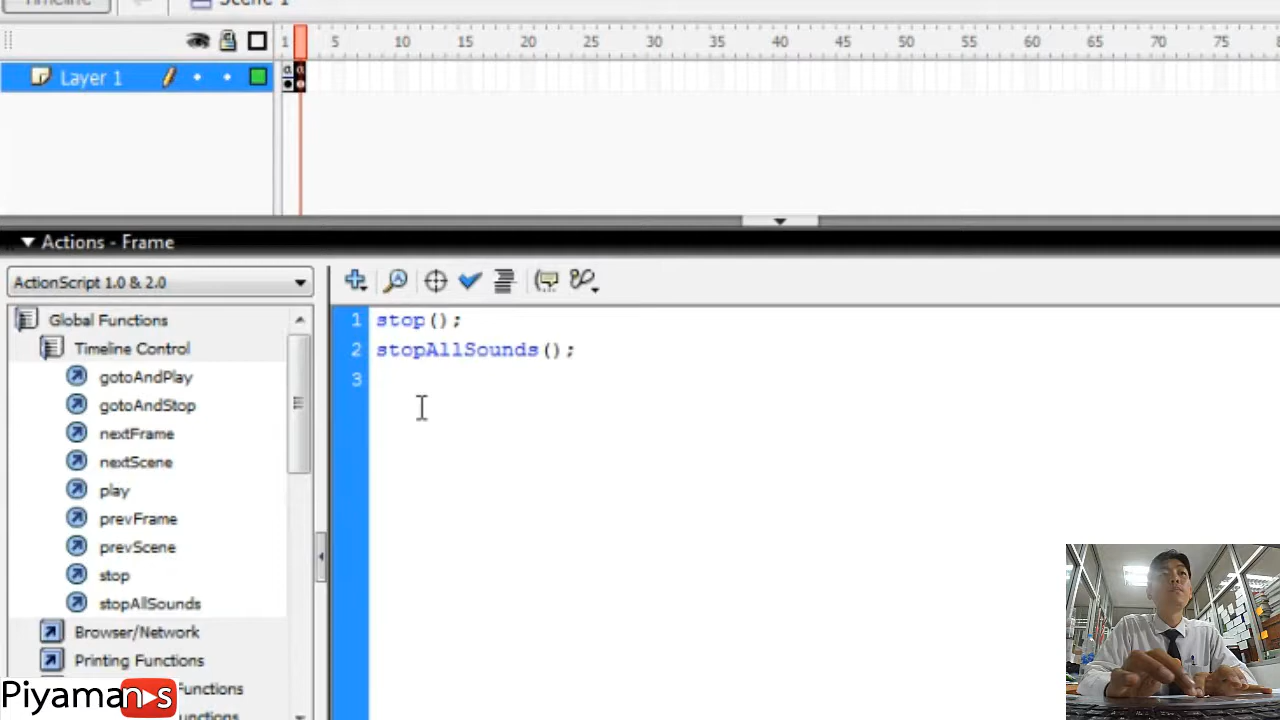 Timeline
Scene 1
1 5 10 15 20 25 30 35 40 45 50 55 60 65 70 75
Layer 1
Actions - Frame
ActionScript 1.0 & 2.0
Global Functions
Timeline Control
gotoAndPlay
gotoAndStop
nextFrame
nextScene
play
prevFrame
prevScene
stop
stopAllSounds
Browser/Network
Printing Functions
Functions
1 stop();
2 stopAllSounds();
3
Piyaman s